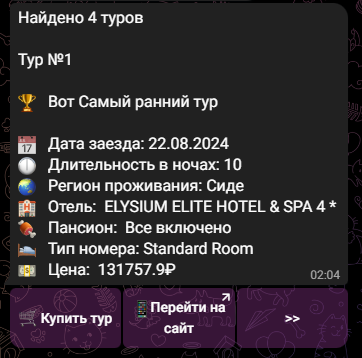 Найдено 4 туров
Тур №1
🏆 Вот Самый ранний тур
📅 Дата заезда: 22.08.2024
🕛 Длительность в ночах: 10
🌏 Регион проживания: Сиде
🏨 Отель:  ELYSIUM ELITE HOTEL & SPA 4 *
🍖 Пансион:  Все включено
🛌 Тип номера: Standard Room
💵 Цена:  131757.9₽
02:04
🛒 Купить тур
📱Перейти на
сайт
>>